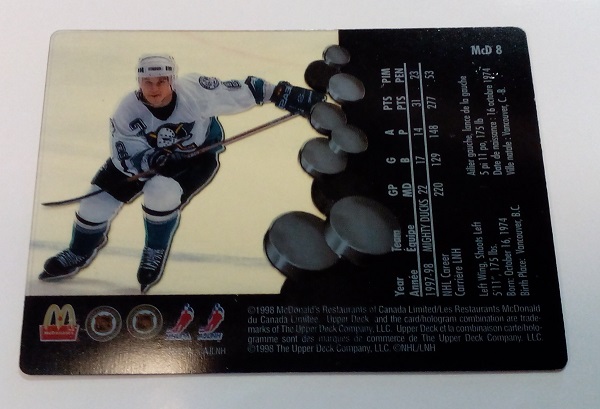 McD 8
Year Team GP G A PTS PIM
Année Équipe MD B P PTS PEN
1997-98 MIGHTY DUCKS 22 17 14 31 23
NHL Career
Carrière LNH 220 129 148 277 53
Left Wing, Shoots Left
5'11" 175 lbs.
Born: October 16, 1974
Birth Place: Vancouver, B.C.
Ailier gauche, lance de la gauche
5 pi 11 po, 175 lb
Date de naissance : 16 octobre 1974
Ville natale : Vancouver, C.-B.
©1998 McDonald's Restaurants of Canada Limited/Les Restaurants McDonald
du Canada Limitée. Upper Deck and the card/hologram combination are trade-
marks of The Upper Deck Company, LLC. Upper Deck et la combinaison carte/holo-
gramme sont des marques de commerce de The Upper Deck Company, LLC.
©1998 The Upper Deck Company, LLC. ©NHL/LNH